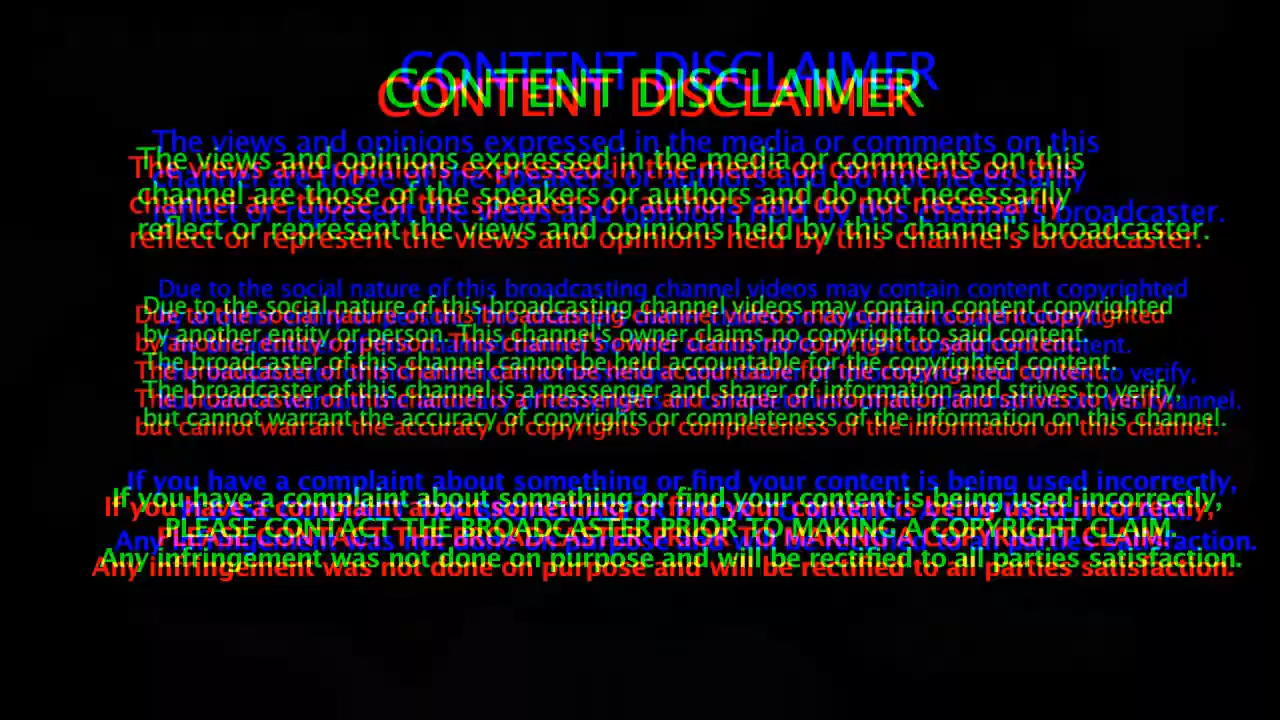 CONTENT DISCLAIMER
The views and opinions expressed in the media or comments on this
channel are those of the speakers or authors and do not necessarily
reflect or represent the views and opinions held by this channel's broadcaster.
Due to the social nature of this broadcasting channel videos may contain content copyrighted
by another entity or person. This channel's owner claims no copyright to said content.
The broadcaster of this channel cannot be held accountable for the copyrighted content.
The broadcaster of this channel is a messenger and sharer of information and strives to verify,
but cannot warrant the accuracy of copyrights or completeness of the information on this channel.
If you have a complaint about something or find your content is being used incorrectly,
PLEASE CONTACT THE BROADCASTER PRIOR TO MAKING A COPYRIGHT CLAIM.
Any infringement was not done on purpose and will be rectified to all parties satisfaction.